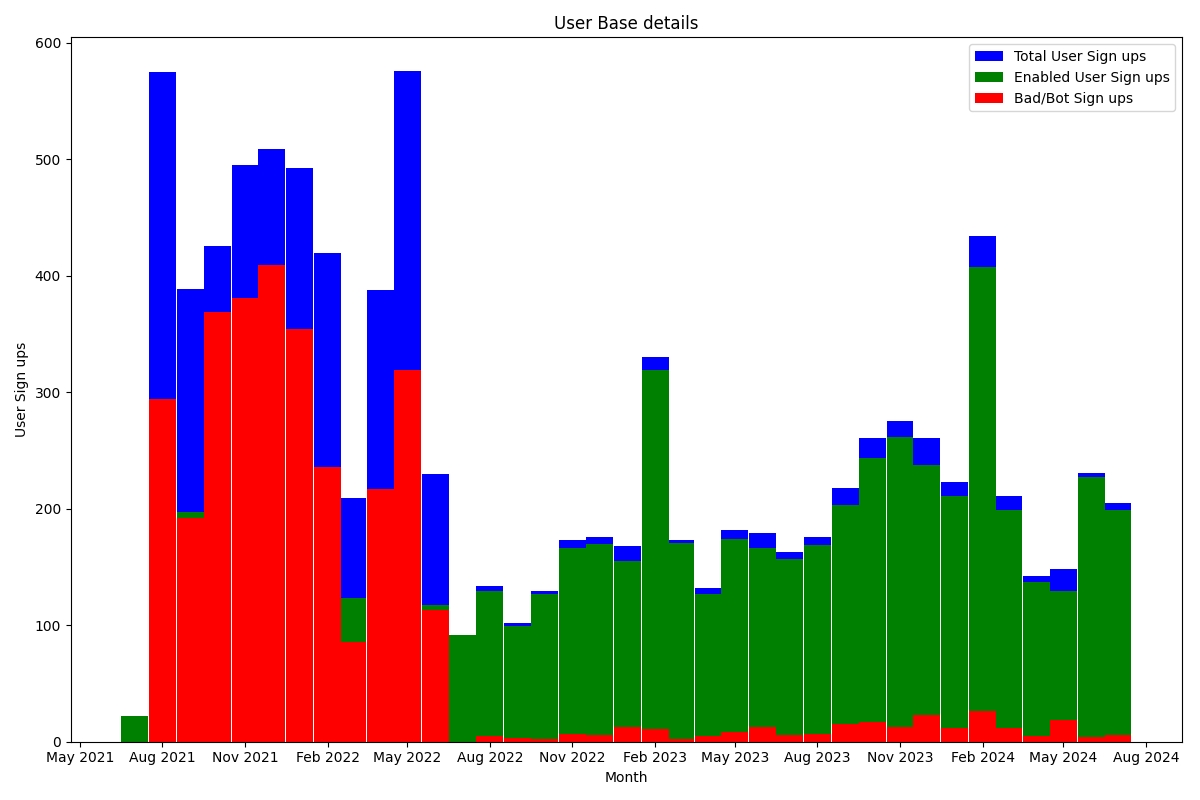 User Base details
Total User Sign ups
Enabled User Sign ups
Bad/Bot Sign ups
User Sign ups
600
500
400
300
200
100
0
May 2021 Aug 2021 Nov 2021 Feb 2022 May 2022 Aug 2022 Nov 2022 Feb 2023 May 2023 Aug 2023 Nov 2023 Feb 2024 May 2024 Aug 2024
Month